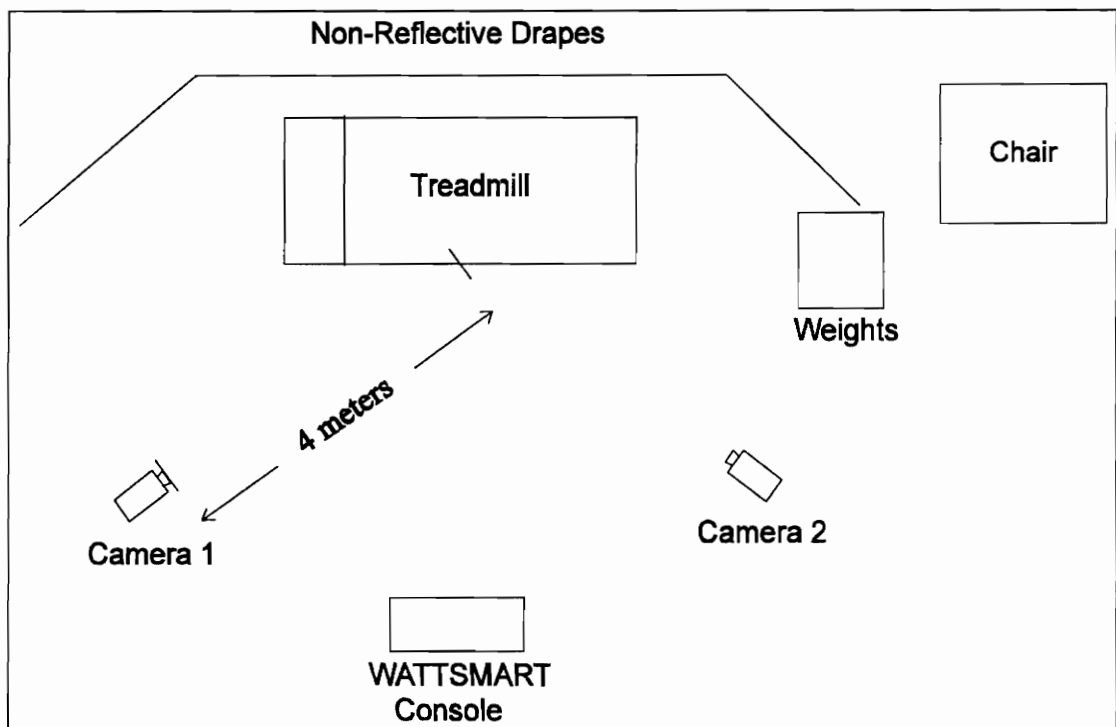 Non-Reflective Drapes
Chair
Treadmill
Weights
4 meters
Camera 1
Camera 2
WATTSMART
Console